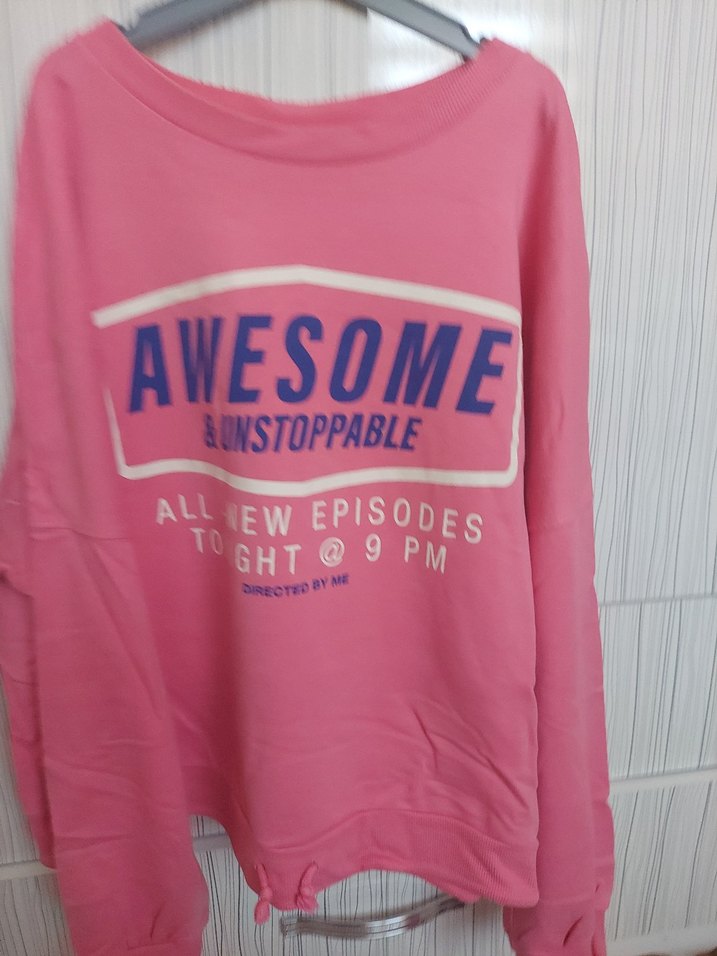 AWESOME
& UNSTOPPABLE
ALL NEW EPISODES
TONIGHT @ 9 PM
DIRECTED BY ME